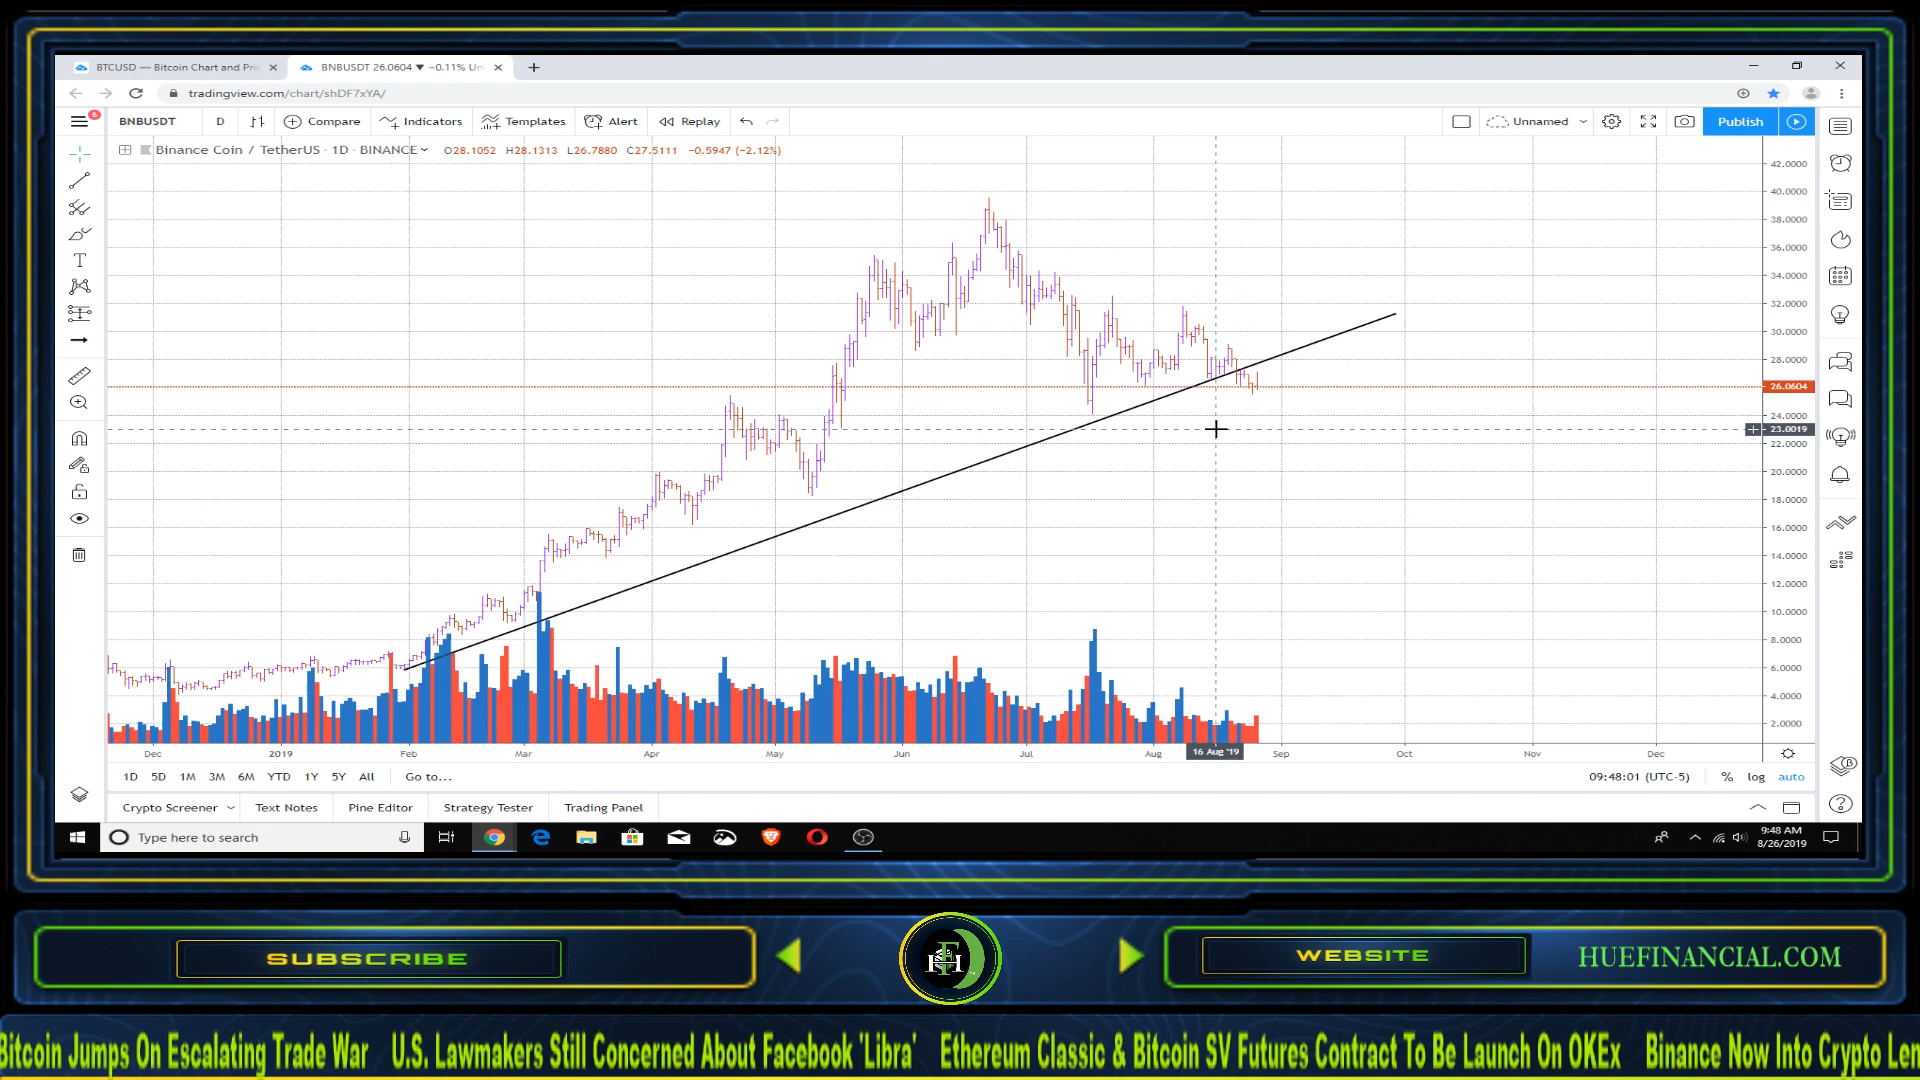 BTCUSD — Bitcoin Chart and Pric
BNBUSDT 26.0604 ▼ −0.11% Un
tradingview.com/chart/shDF7xYA/
6
BNBUSDT D Compare Indicators Templates Alert Replay Unnamed Publish
Binance Coin / TetherUS · 1D · BINANCE O28.1052 H28.1313 L26.7880 C27.5111 −0.5947 (−2.12%)
42.0000
40.0000
38.0000
36.0000
34.0000
32.0000
30.0000
28.0000
26.0604
24.0000
23.0019
22.0000
20.0000
18.0000
16.0000
14.0000
12.0000
10.0000
8.0000
6.0000
4.0000
2.0000
Dec 2019 Feb Mar Apr May Jun Jul Aug 16 Aug '19 Sep Oct Nov Dec
1D 5D 1M 3M 6M YTD 1Y 5Y All Go to... 09:48:01 (UTC-5) % log auto
Crypto Screener Text Notes Pine Editor Strategy Tester Trading Panel
Type here to search
9:48 AM
8/26/2019
SUBSCRIBE
WEBSITE
HUEFINANCIAL.COM
Bitcoin Jumps On Escalating Trade War U.S. Lawmakers Still Concerned About Facebook 'Libra' Ethereum Classic & Bitcoin SV Futures Contract To Be Launch On OKEx Binance Now Into Crypto Len